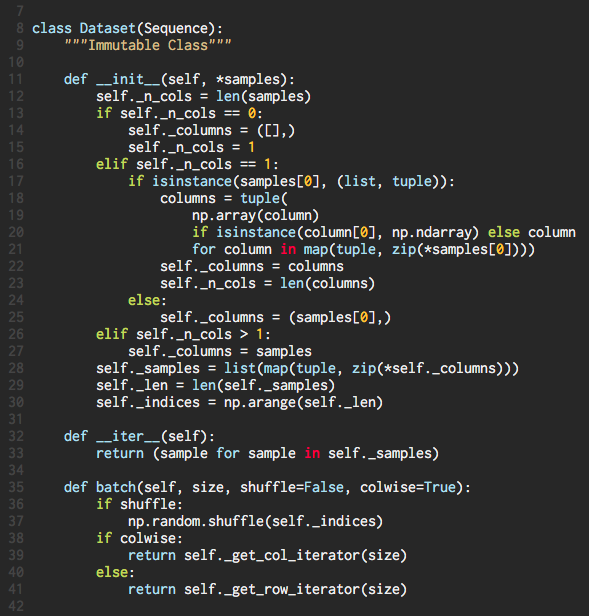 7
8 class Dataset(Sequence):
9     """Immutable Class"""
10
11     def __init__(self, *samples):
12         self._n_cols = len(samples)
13         if self._n_cols == 0:
14             self._columns = ([],)
15             self._n_cols = 1
16         elif self._n_cols == 1:
17             if isinstance(samples[0], (list, tuple)):
18                 columns = tuple(
19                     np.array(column)
20                     if isinstance(column[0], np.ndarray) else column
21                     for column in map(tuple, zip(*samples[0])))
22                 self._columns = columns
23                 self._n_cols = len(columns)
24             else:
25                 self._columns = (samples[0],)
26         elif self._n_cols > 1:
27             self._columns = samples
28         self._samples = list(map(tuple, zip(*self._columns)))
29         self._len = len(self._samples)
30         self._indices = np.arange(self._len)
31
32     def __iter__(self):
33         return (sample for sample in self._samples)
34
35     def batch(self, size, shuffle=False, colwise=True):
36         if shuffle:
37             np.random.shuffle(self._indices)
38         if colwise:
39             return self._get_col_iterator(size)
40         else:
41             return self._get_row_iterator(size)
42